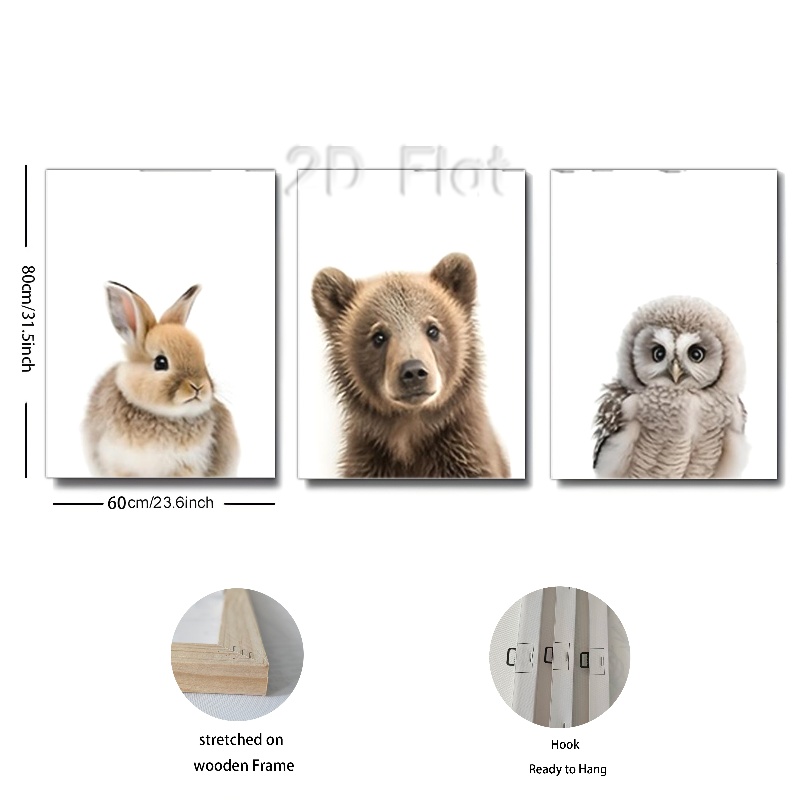 2D Flat
80cm/31.5inch
60cm/23.6inch
stretched on
wooden Frame
Hook
Ready to Hang